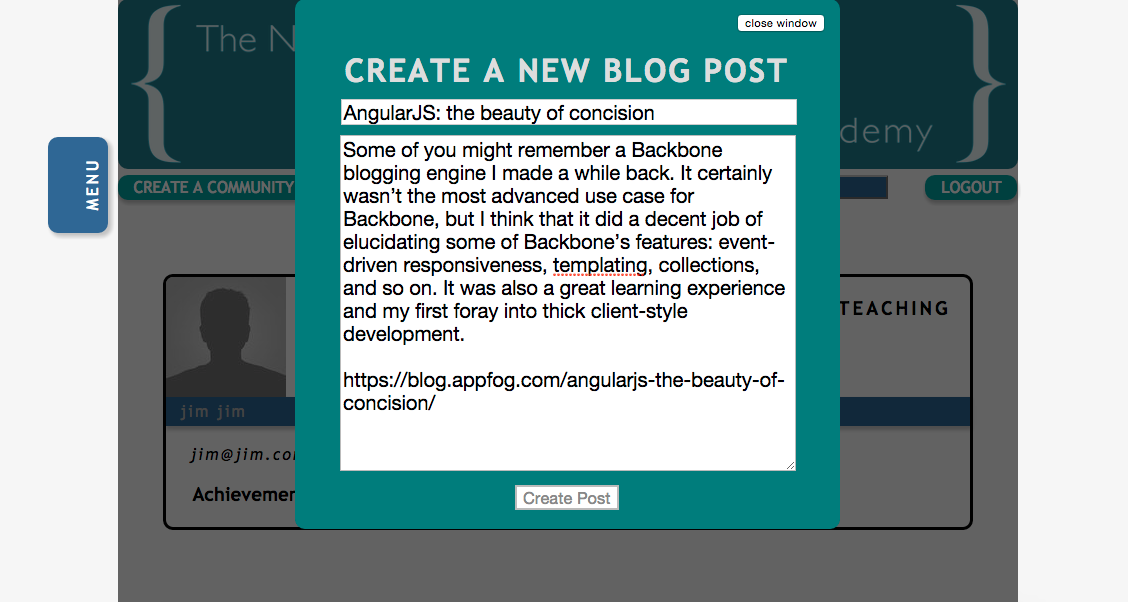 The N
{ }
demy
close window
CREATE A NEW BLOG POST
AngularJS: the beauty of concision
Some of you might remember a Backbone
blogging engine I made a while back. It certainly
wasn’t the most advanced use case for
Backbone, but I think that it did a decent job of
elucidating some of Backbone’s features: event-
driven responsiveness, templating, collections,
and so on. It was also a great learning experience
and my first foray into thick client-style
development.
https://blog.appfog.com/angularjs-the-beauty-of-
concision/
Create Post
MENU
CREATE A COMMUNITY
LOGOUT
TEACHING
jim jim
jim@jim.co
Achievemen